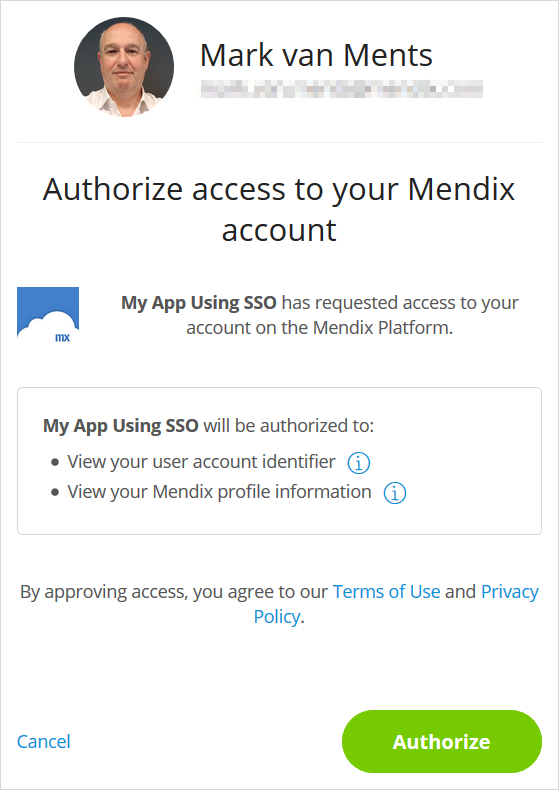 Mark van Ments
Authorize access to your Mendix
account
My App Using SSO has requested access to your
account on the Mendix Platform.
mx
My App Using SSO will be authorized to:
• View your user account identifier i
• View your Mendix profile information i
By approving access, you agree to our Terms of Use and Privacy
Policy.
Cancel
Authorize